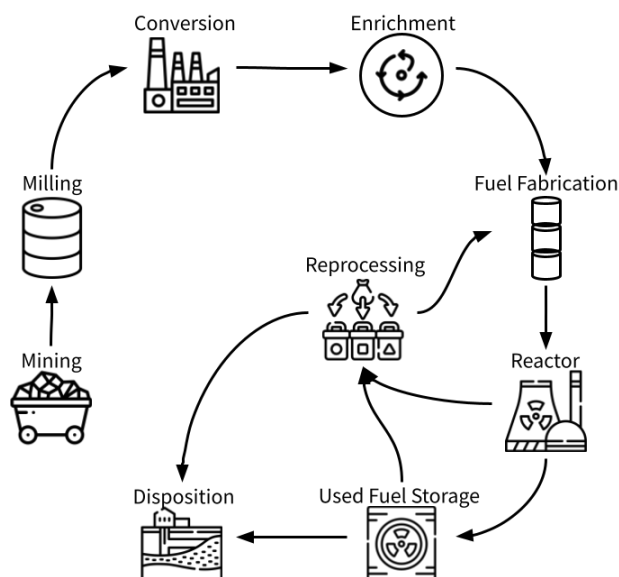 Conversion
Enrichment
Milling
Fuel Fabrication
Reprocessing
Mining
Reactor
Disposition
Used Fuel Storage